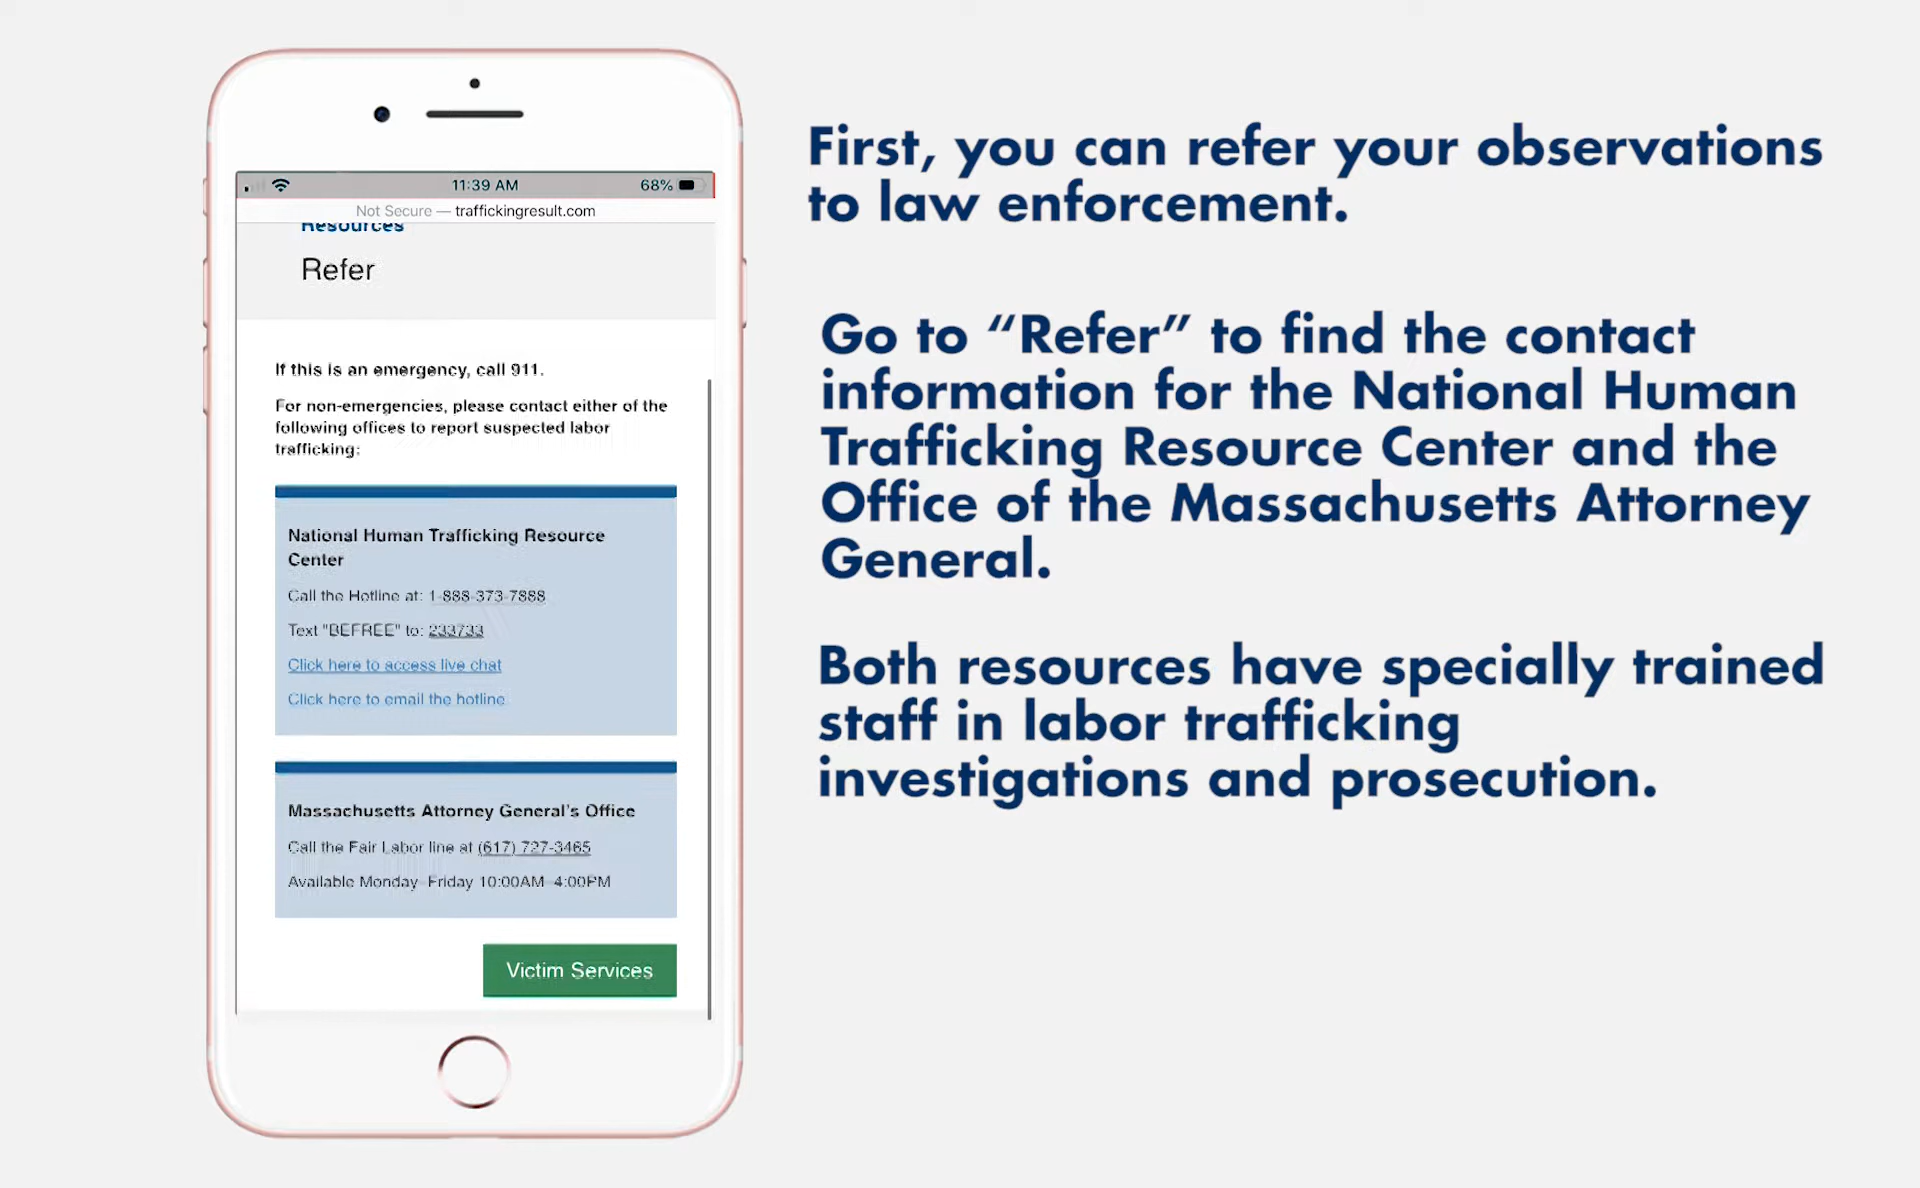 11:39 AM
68%
Not Secure — traffickingresult.com
Resources
Refer
If this is an emergency, call 911.
For non-emergencies, please contact either of the
following offices to report suspected labor
trafficking:
National Human Trafficking Resource
Center
Call the Hotline at: 1-888-373-7888
Text "BEFREE" to: 233733
Click here to access live chat
Click here to email the hotline
Massachusetts Attorney General's Office
Call the Fair Labor line at (617) 727-3465
Available Monday–Friday 10:00AM–4:00PM
Victim Services
First, you can refer your observations
to law enforcement.
Go to “Refer” to find the contact
information for the National Human
Trafficking Resource Center and the
Office of the Massachusetts Attorney
General.
Both resources have specially trained
staff in labor trafficking
investigations and prosecution.